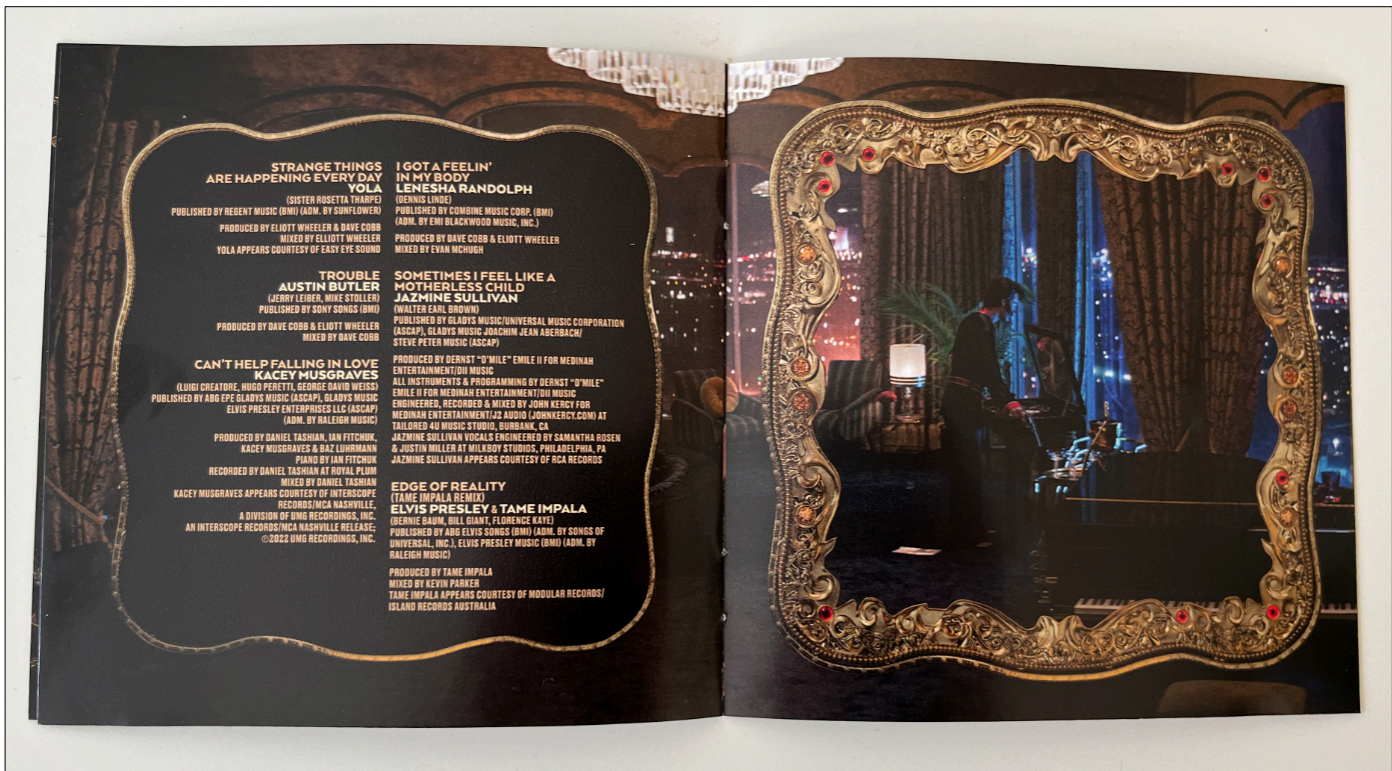 STRANGE THINGS
ARE HAPPENING EVERY DAY
YOLA
(SISTER ROSETTA THARPE)
PUBLISHED BY REGENT MUSIC (BMI) (ADM. BY SUNFLOWER)
PRODUCED BY ELIOTT WHEELER & DAVE COBB
MIXED BY ELLIOTT WHEELER
YOLA APPEARS COURTESY OF EASY EYE SOUND
TROUBLE
AUSTIN BUTLER
(JERRY LEIBER, MIKE STOLLER)
PUBLISHED BY SONY SONGS (BMI)
PRODUCED BY DAVE COBB & ELIOTT WHEELER
MIXED BY DAVE COBB
CAN'T HELP FALLING IN LOVE
KACEY MUSGRAVES
(LUIGI CREATORE, HUGO PERETTI, GEORGE DAVID WEISS)
PUBLISHED BY ABG EPE GLADYS MUSIC (ASCAP), GLADYS MUSIC
ELVIS PRESLEY ENTERPRISES LLC (ASCAP)
(ADM. BY RALEIGH MUSIC)
PRODUCED BY DANIEL TASHIAN, IAN FITCHUK,
KACEY MUSGRAVES & BAZ LUHRMANN
PIANO BY IAN FITCHUK
RECORDED BY DANIEL TASHIAN AT ROYAL PLUM
MIXED BY DANIEL TASHIAN
KACEY MUSGRAVES APPEARS COURTESY OF INTERSCOPE
RECORDS/MCA NASHVILLE,
A DIVISION OF UMG RECORDINGS, INC.
AN INTERSCOPE RECORDS/MCA NASHVILLE RELEASE;
℗2022 UMG RECORDINGS, INC.
I GOT A FEELIN'
IN MY BODY
LENESHA RANDOLPH
(DENNIS LINDE)
PUBLISHED BY COMBINE MUSIC CORP. (BMI)
(ADM. BY EMI BLACKWOOD MUSIC, INC.)
PRODUCED BY DAVE COBB & ELIOTT WHEELER
MIXED BY EVAN MCHUGH
SOMETIMES I FEEL LIKE A
MOTHERLESS CHILD
JAZMINE SULLIVAN
(WALTER EARL BROWN)
PUBLISHED BY GLADYS MUSIC/UNIVERSAL MUSIC CORPORATION
(ASCAP), GLADYS MUSIC JOACHIM JEAN ABERBACH/
STEVE PETER MUSIC (ASCAP)
PRODUCED BY DERNST "D'MILE" EMILE II FOR MEDINAH
ENTERTAINMENT/DII MUSIC
ALL INSTRUMENTS & PROGRAMMING BY DERNST "D'MILE"
EMILE II FOR MEDINAH ENTERTAINMENT/DII MUSIC
ENGINEERED, RECORDED & MIXED BY JOHN KERCY FOR
MEDINAH ENTERTAINMENT/J2 AUDIO (JOHNKERCY.COM) AT
TAILORED 4U MUSIC STUDIO, BURBANK, CA
JAZMINE SULLIVAN VOCALS ENGINEERED BY SAMANTHA ROSEN
& JUSTIN MILLER AT MILKBOY STUDIOS, PHILADELPHIA, PA
JAZMINE SULLIVAN APPEARS COURTESY OF RCA RECORDS
EDGE OF REALITY
(TAME IMPALA REMIX)
ELVIS PRESLEY & TAME IMPALA
(BERNIE BAUM, BILL GIANT, FLORENCE KAYE)
PUBLISHED BY ABG ELVIS SONGS (BMI) (ADM. BY SONGS OF
UNIVERSAL, INC.), ELVIS PRESLEY MUSIC (BMI) (ADM. BY
RALEIGH MUSIC)
PRODUCED BY TAME IMPALA
MIXED BY KEVIN PARKER
TAME IMPALA APPEARS COURTESY OF MODULAR RECORDS/
ISLAND RECORDS AUSTRALIA